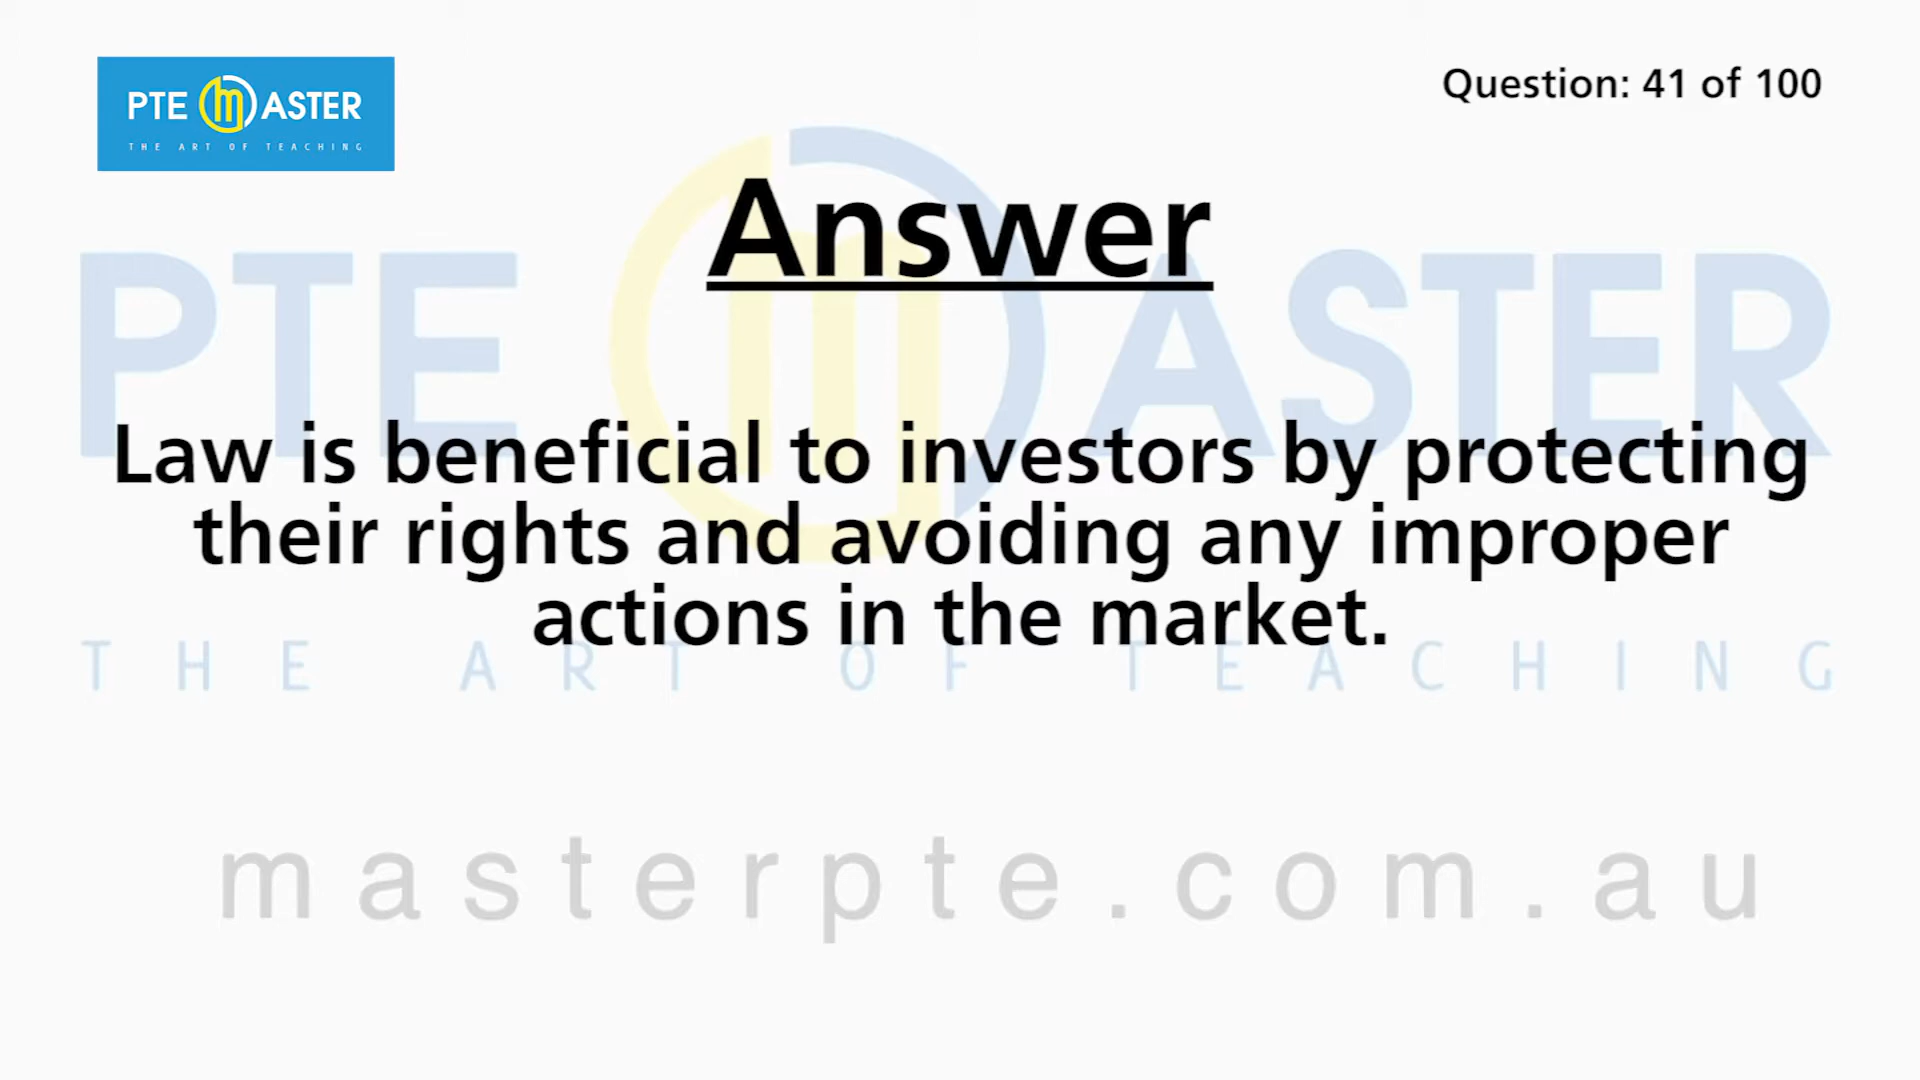 PTE MASTER
THE ART OF TEACHING
Question: 41 of 100
Answer
PTE MASTER
Law is beneficial to investors by protecting
their rights and avoiding any improper
actions in the market.
THE ART OF TEACHING
masterpte.com.au